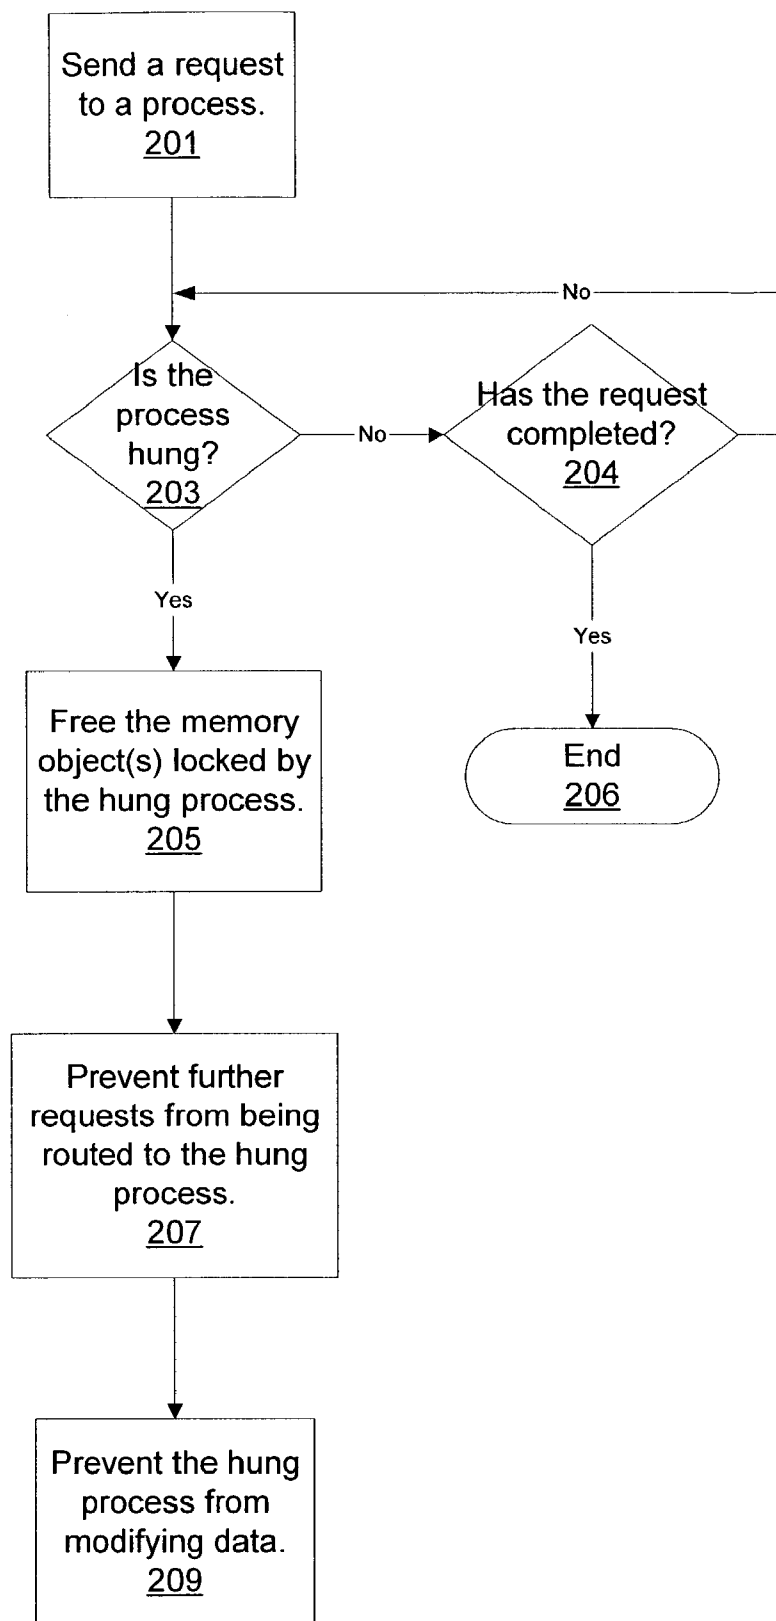 Send a request
to a process.
201
No
Is the
process
hung?
203
No
Has the request
completed?
204
Yes
Yes
Free the memory
object(s) locked by
the hung process.
205
End
206
Prevent further
requests from being
routed to the hung
process.
207
Prevent the hung
process from
modifying data.
209